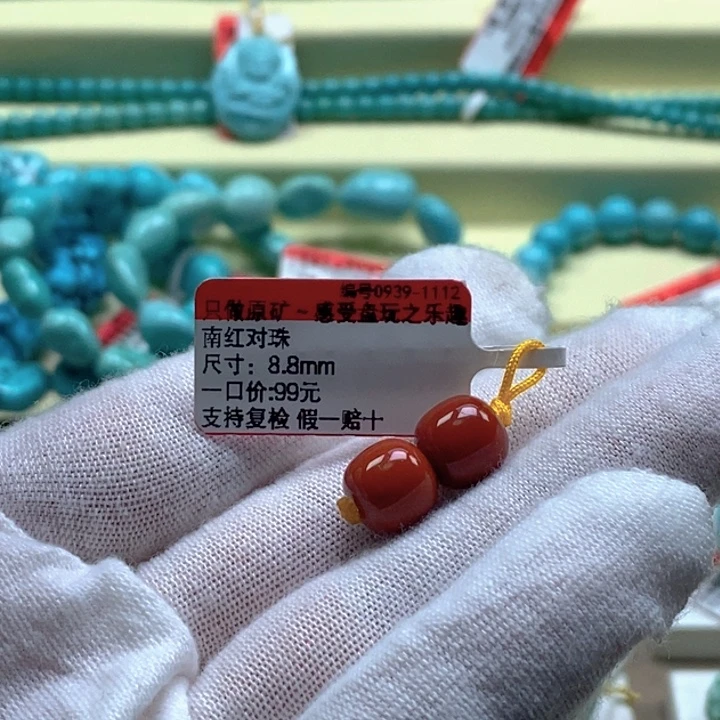 编号0939-1112
只做原矿~感受盘玩之乐趣
南红对珠
尺寸：8.8mm
一口价:99元
支持复检 假一赔十